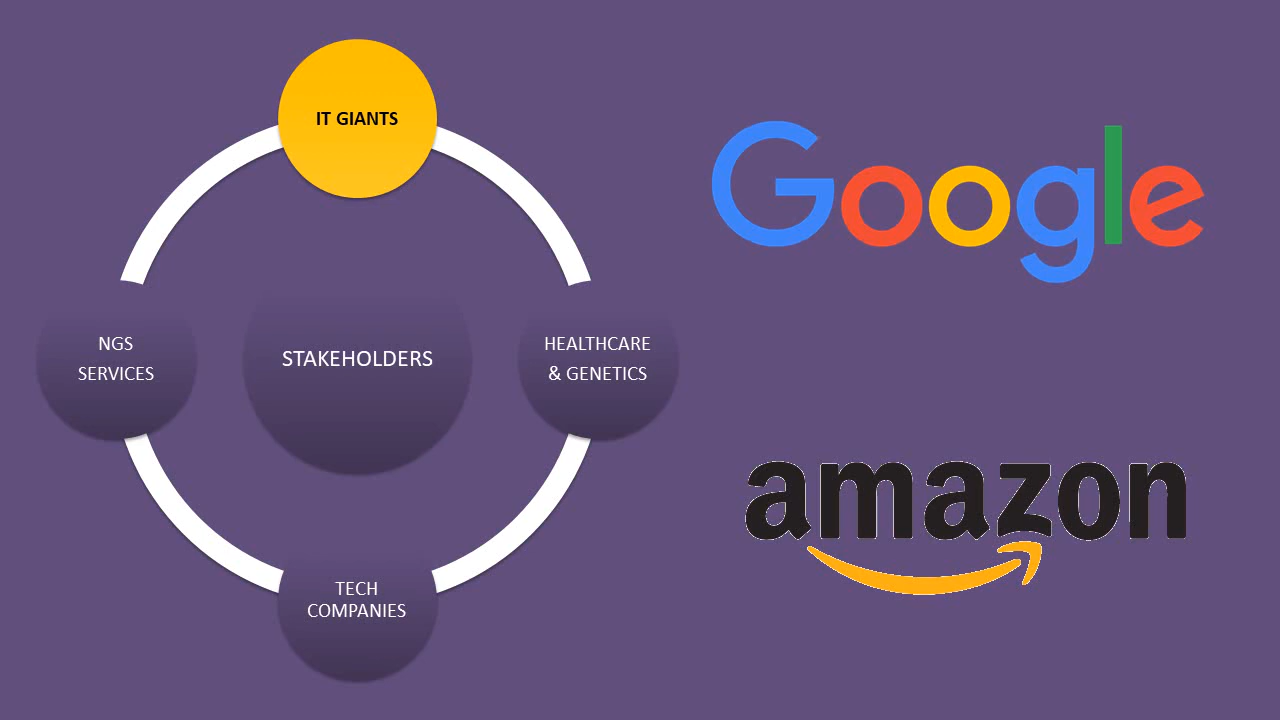 IT GIANTS
NGS
SERVICES
STAKEHOLDERS
HEALTHCARE
& GENETICS
TECH
COMPANIES
Google
amazon